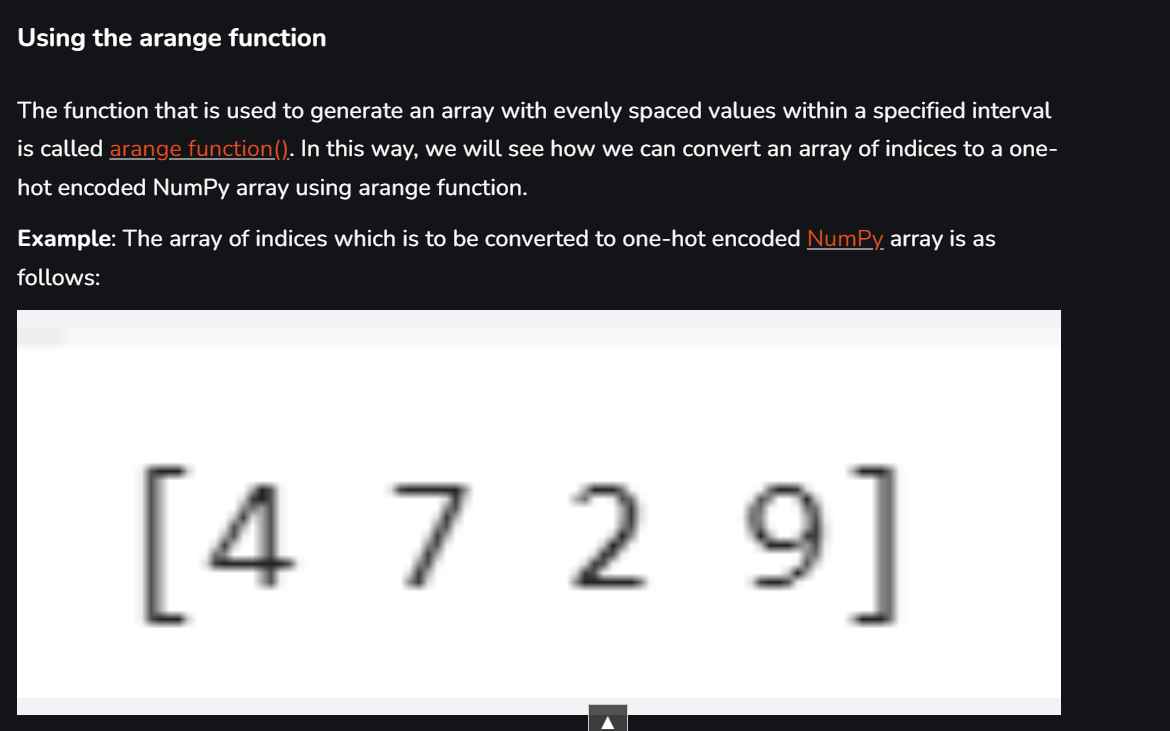 Using the arange function
The function that is used to generate an array with evenly spaced values within a specified interval
is called arange function(). In this way, we will see how we can convert an array of indices to a one-
hot encoded NumPy array using arange function.
Example: The array of indices which is to be converted to one-hot encoded NumPy array is as
follows:
[4 7 2 9]